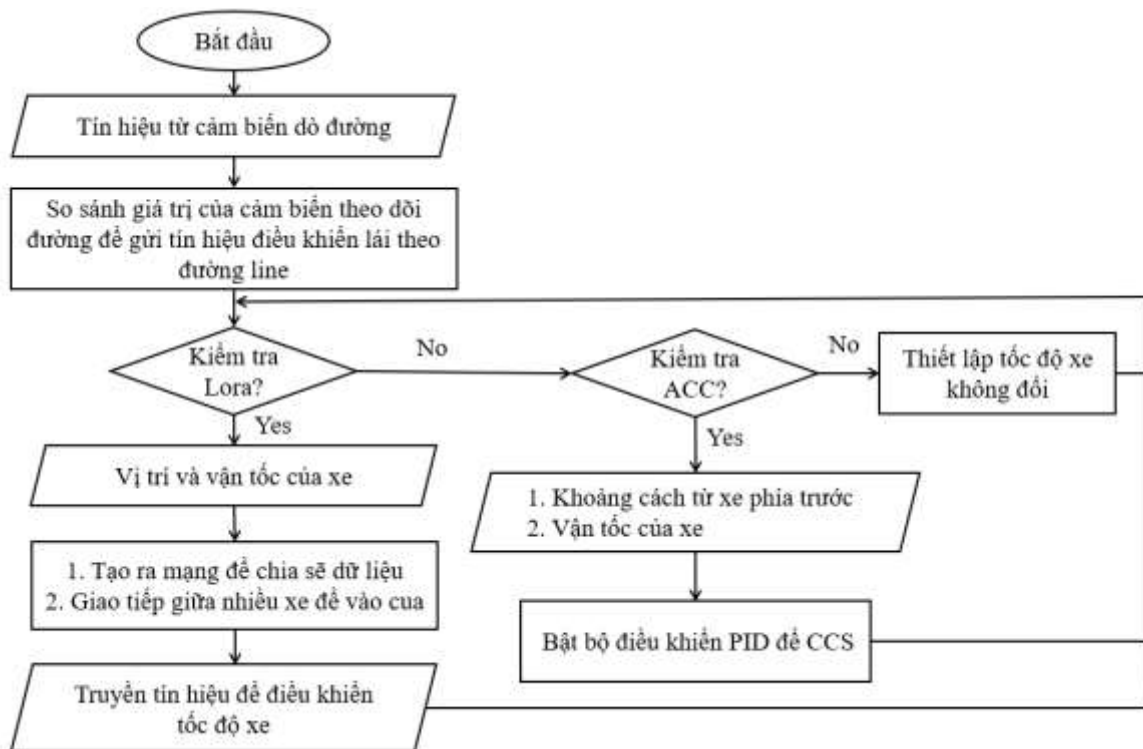 Bắt đầu
Tín hiệu từ cảm biến dò đường
So sánh giá trị của cảm biến theo dõi
đường để gửi tín hiệu điều khiển lái theo
đường line
Kiểm tra
Lora?
No
Kiểm tra
ACC?
No
Thiết lập tốc độ xe
không đổi
Yes
Yes
Vị trí và vận tốc của xe
1. Khoảng cách từ xe phía trước
2. Vận tốc của xe
1. Tạo ra mạng để chia sẽ dữ liệu
2. Giao tiếp giữa nhiều xe để vào cua
Bật bộ điều khiển PID để CCS
Truyền tín hiệu để điều khiển
tốc độ xe